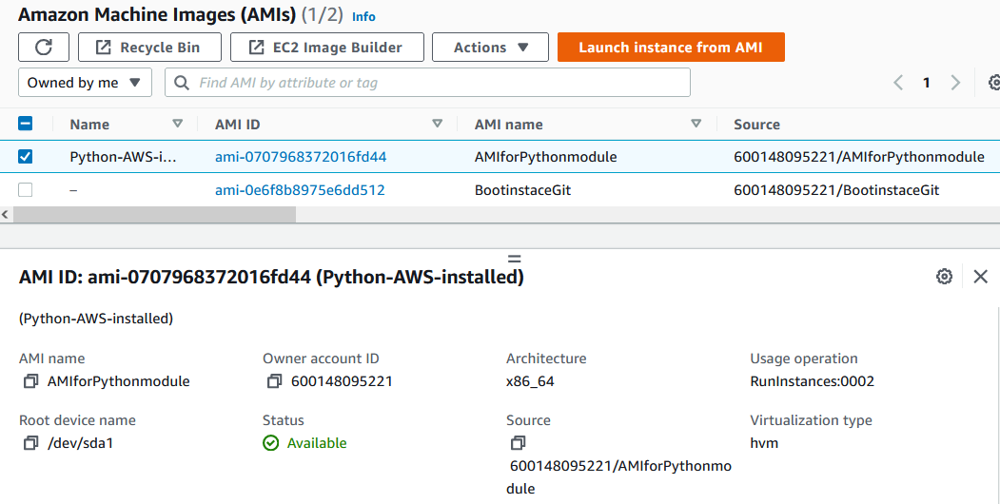 Amazon Machine Images (AMIs) (1/2) Info
Recycle Bin EC2 Image Builder Actions Launch instance from AMI
Owned by me Find AMI by attribute or tag 1
Name AMI ID AMI name Source
Python-AWS-i... ami-0707968372016fd44 AMIforPythonmodule 600148095221/AMIforPythonmodule
– ami-0e6f8b8975e6dd512 BootinstaceGit 600148095221/BootinstaceGit
AMI ID: ami-0707968372016fd44 (Python-AWS-installed)
(Python-AWS-installed)
AMI name Owner account ID Architecture Usage operation
AMIforPythonmodule 600148095221 x86_64 RunInstances:0002
Root device name Status Source Virtualization type
/dev/sda1 Available hvm
600148095221/AMIforPythonmo
dule